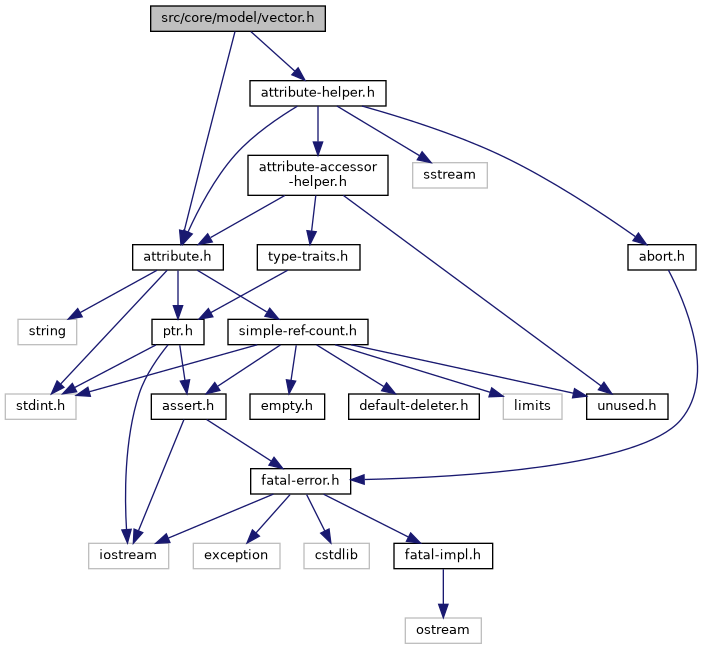 src/core/model/vector.h
attribute-helper.h
attribute-accessor
-helper.h
sstream
attribute.h
type-traits.h
abort.h
string
ptr.h
simple-ref-count.h
stdint.h
assert.h
empty.h
default-deleter.h
limits
unused.h
fatal-error.h
iostream
exception
cstdlib
fatal-impl.h
ostream